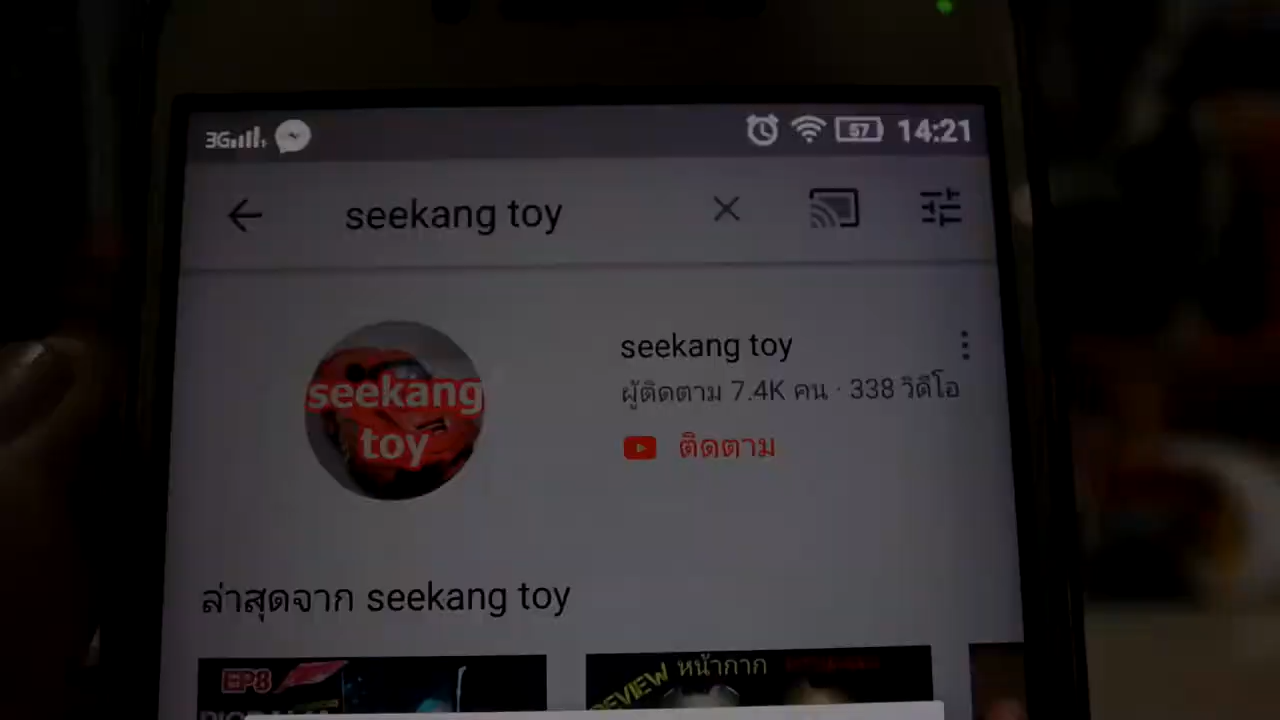 3G 57 14:21
seekang toy
seekang
toy
seekang toy
ผู้ติดตาม 7.4K คน · 338 วิดีโอ
ติดตาม
ล่าสุดจาก seekang toy
EP8
REVIEW หน้ากาก